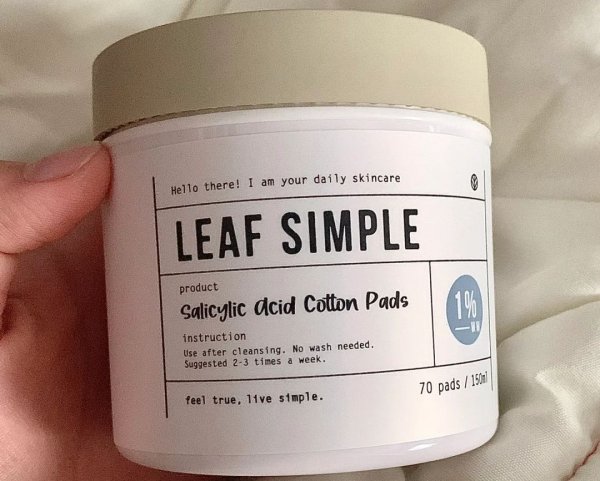 Hello there! I am your daily skincare
LEAF SIMPLE
product
Salicylic acid Cotton Pads
1%
instruction
Use after cleansing. No wash needed.
Suggested 2-3 times a week.
feel true, live simple.
70 pads / 150ml